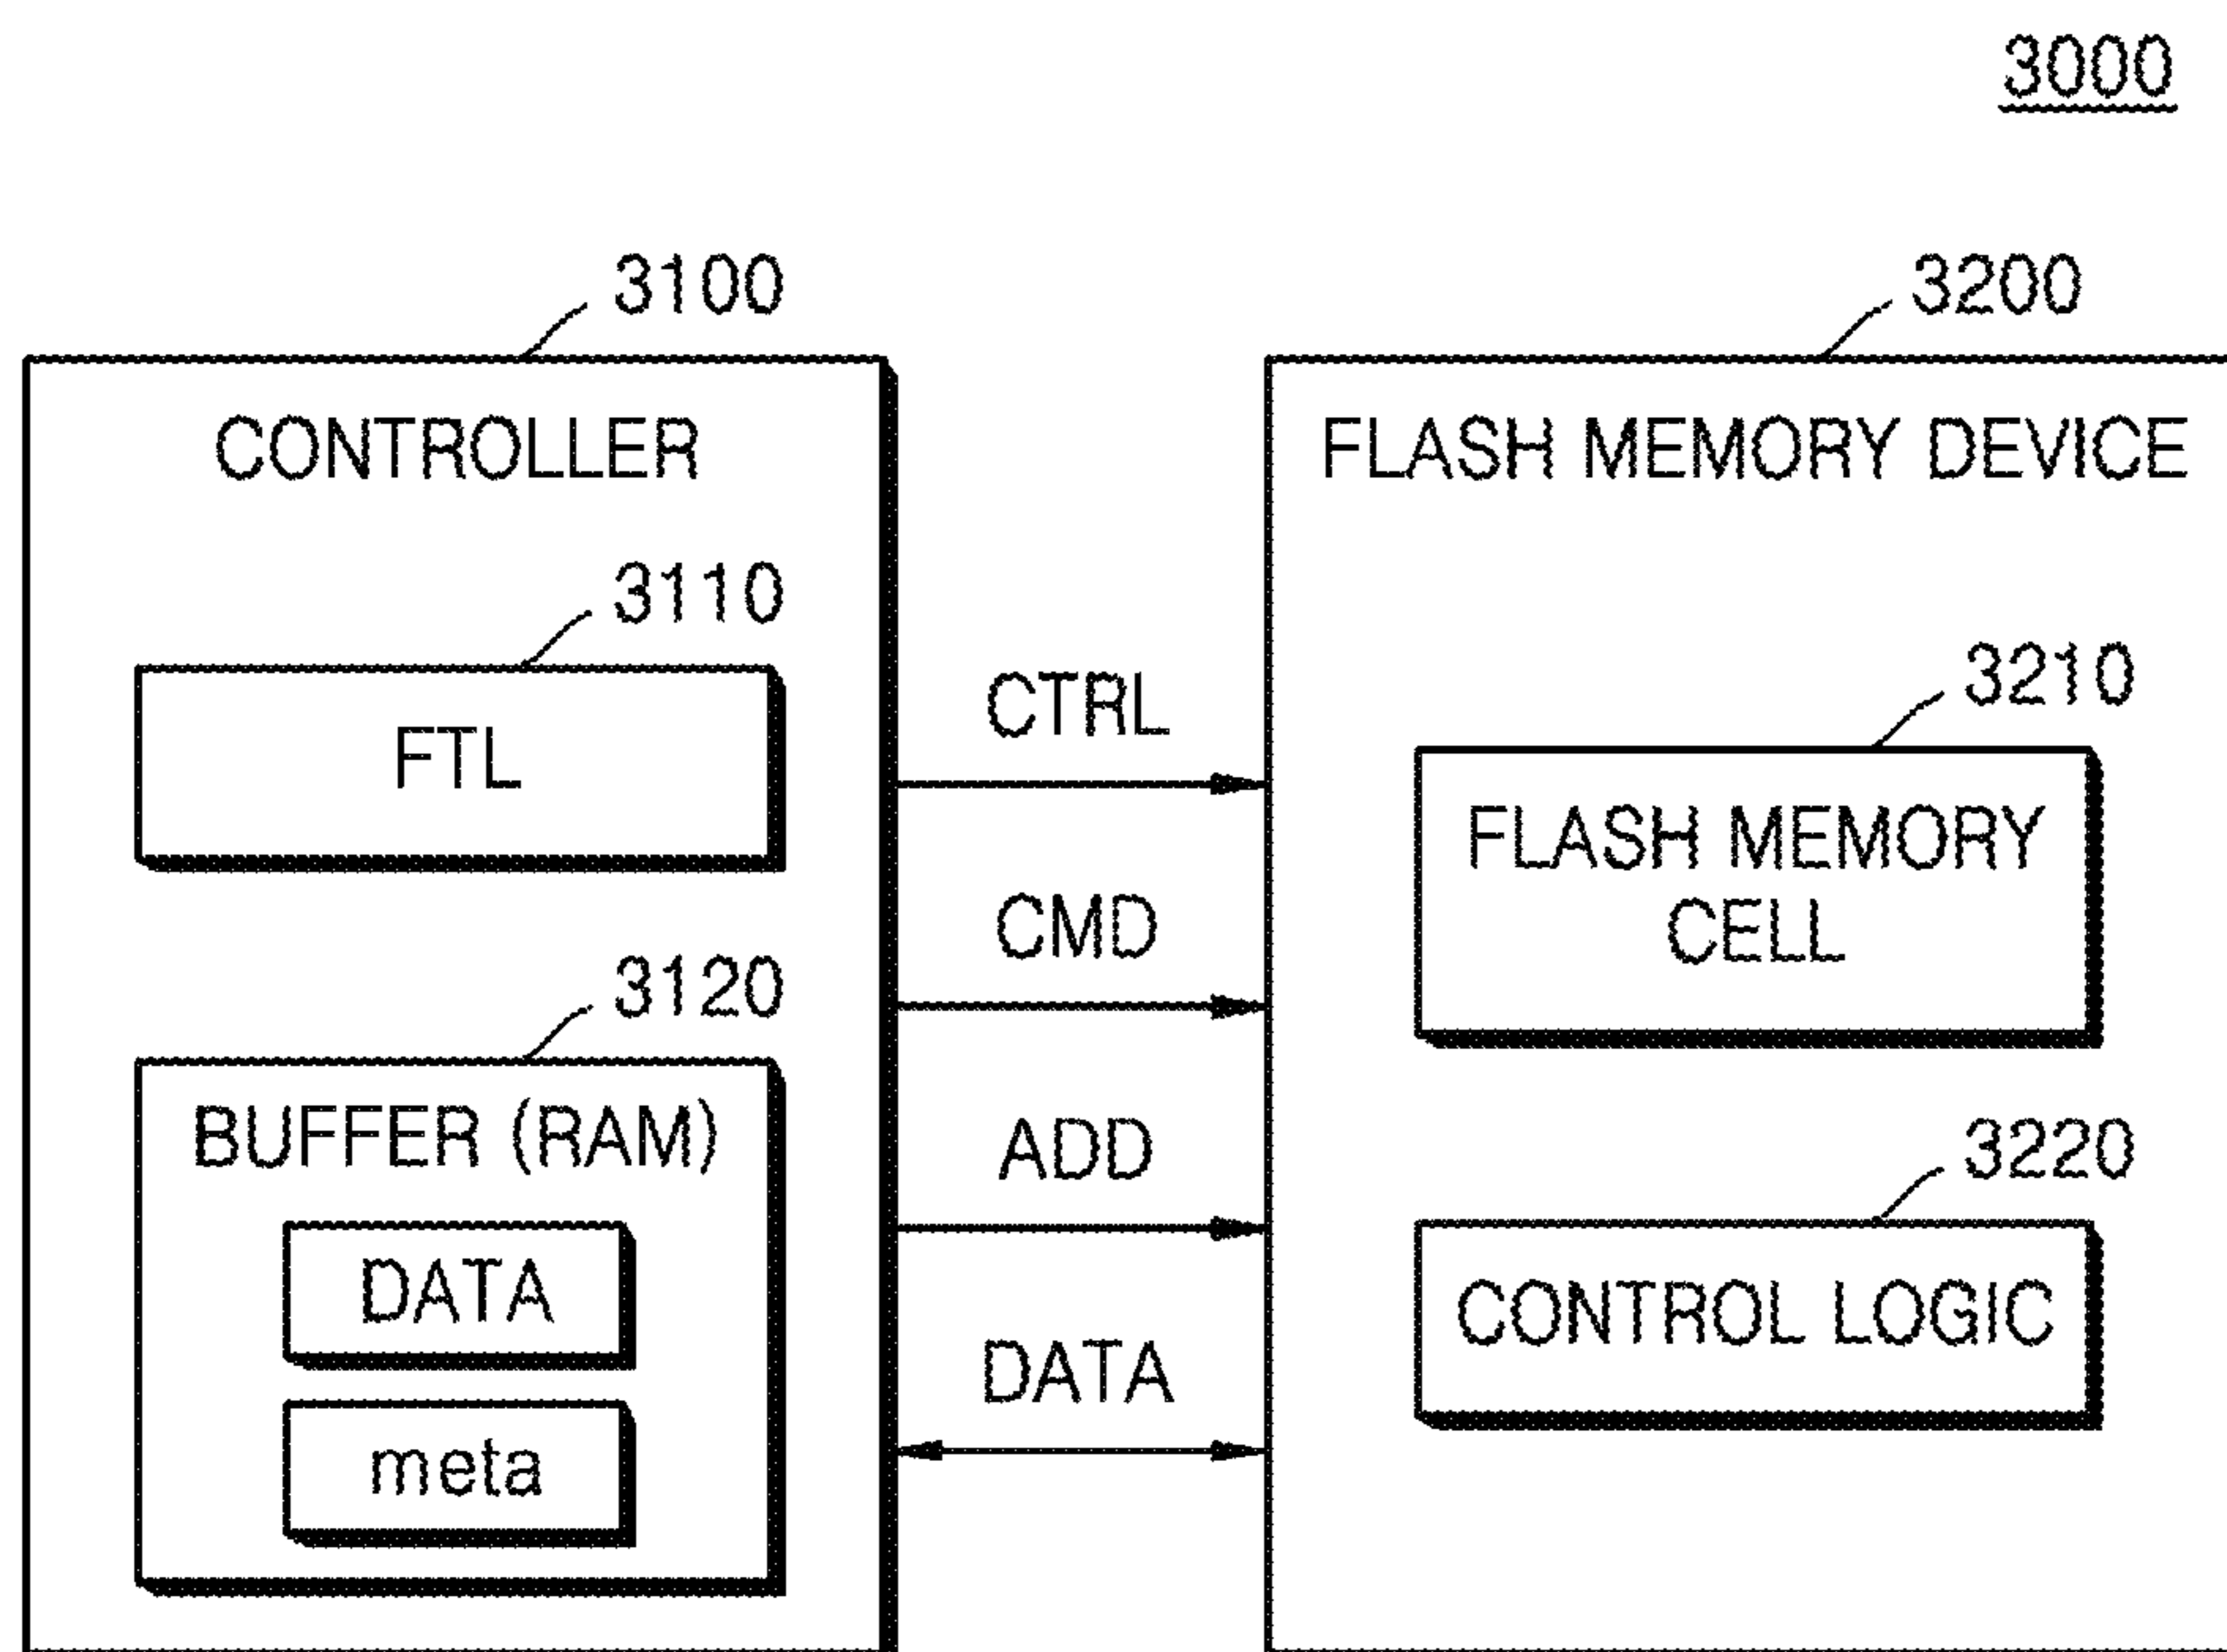 3000
3100
CONTROLLER
3110
FTL
3120
BUFFER (RAM)
DATA
meta
CTRL
CMD
ADD
DATA
3200
FLASH MEMORY DEVICE
3210
FLASH MEMORY
CELL
3220
CONTROL LOGIC